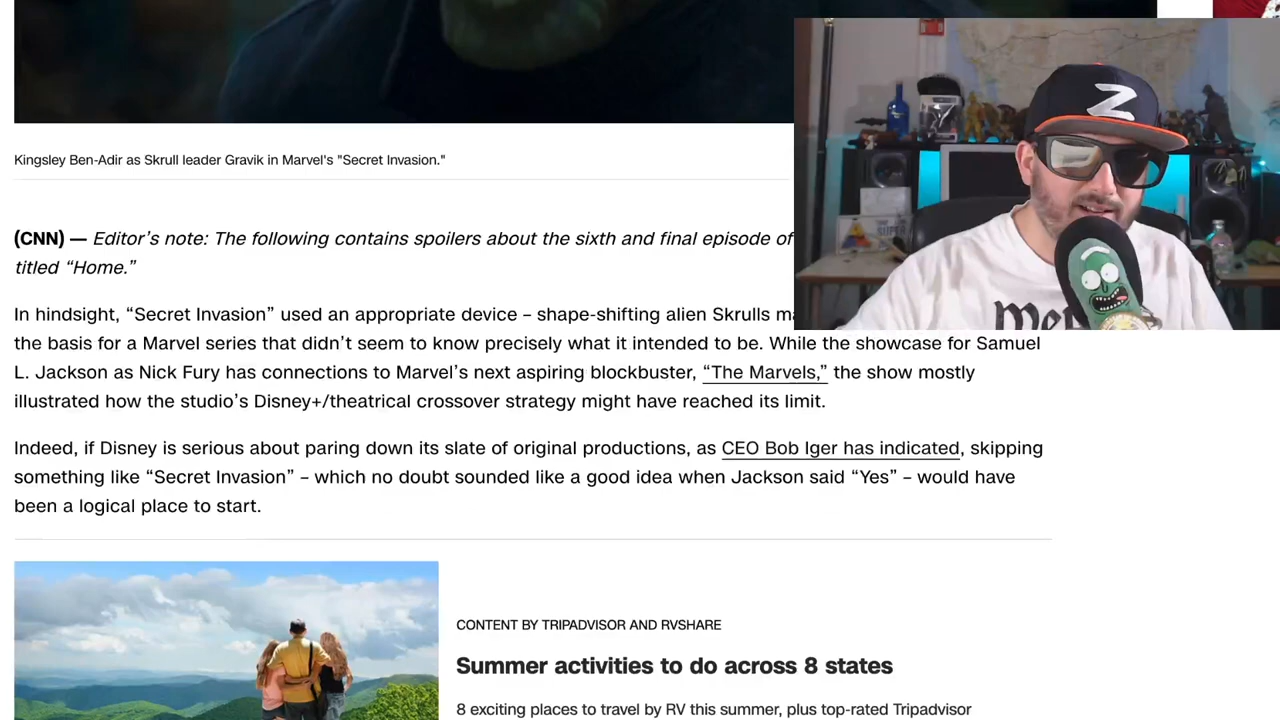 Kingsley Ben-Adir as Skrull leader Gravik in Marvel's "Secret Invasion."
Z
(CNN) — Editor’s note: The following contains spoilers about the sixth and final episode of
titled “Home.”
In hindsight, “Secret Invasion” used an appropriate device – shape-shifting alien Skrulls
the basis for a Marvel series that didn’t seem to know precisely what it intended to be. While the showcase for Samuel
L. Jackson as Nick Fury has connections to Marvel’s next aspiring blockbuster, “The Marvels,” the show mostly
illustrated how the studio’s Disney+/theatrical crossover strategy might have reached its limit.
Indeed, if Disney is serious about paring down its slate of original productions, as CEO Bob Iger has indicated, skipping
something like “Secret Invasion” – which no doubt sounded like a good idea when Jackson said “Yes” – would have
been a logical place to start.
CONTENT BY TRIPADVISOR AND RVSHARE
Summer activities to do across 8 states
8 exciting places to travel by RV this summer, plus top-rated Tripadvisor